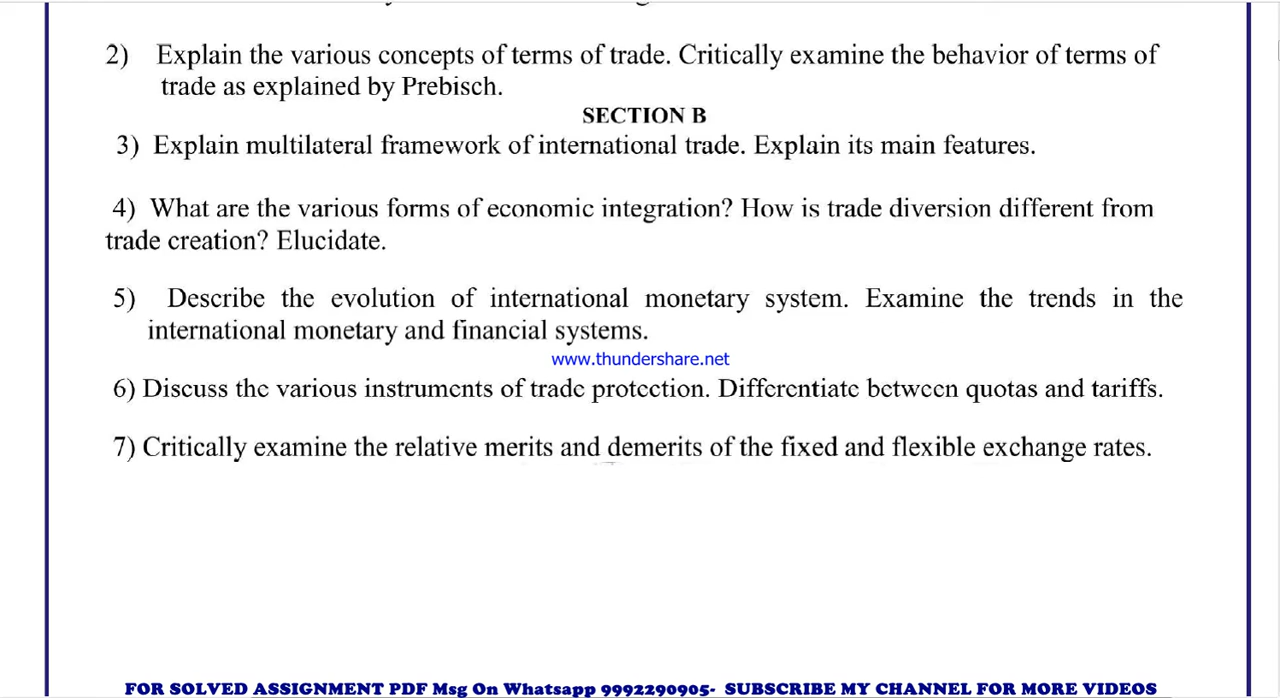 2) Explain the various concepts of terms of trade. Critically examine the behavior of terms of
trade as explained by Prebisch.
SECTION B
3) Explain multilateral framework of international trade. Explain its main features.
4) What are the various forms of economic integration? How is trade diversion different from
trade creation? Elucidate.
5) Describe the evolution of international monetary system. Examine the trends in the
international monetary and financial systems.
www.thundershare.net
6) Discuss the various instruments of trade protection. Differentiate between quotas and tariffs.
7) Critically examine the relative merits and demerits of the fixed and flexible exchange rates.
FOR SOLVED ASSIGNMENT PDF Msg On Whatsapp 9992290905- SUBSCRIBE MY CHANNEL FOR MORE VIDEOS